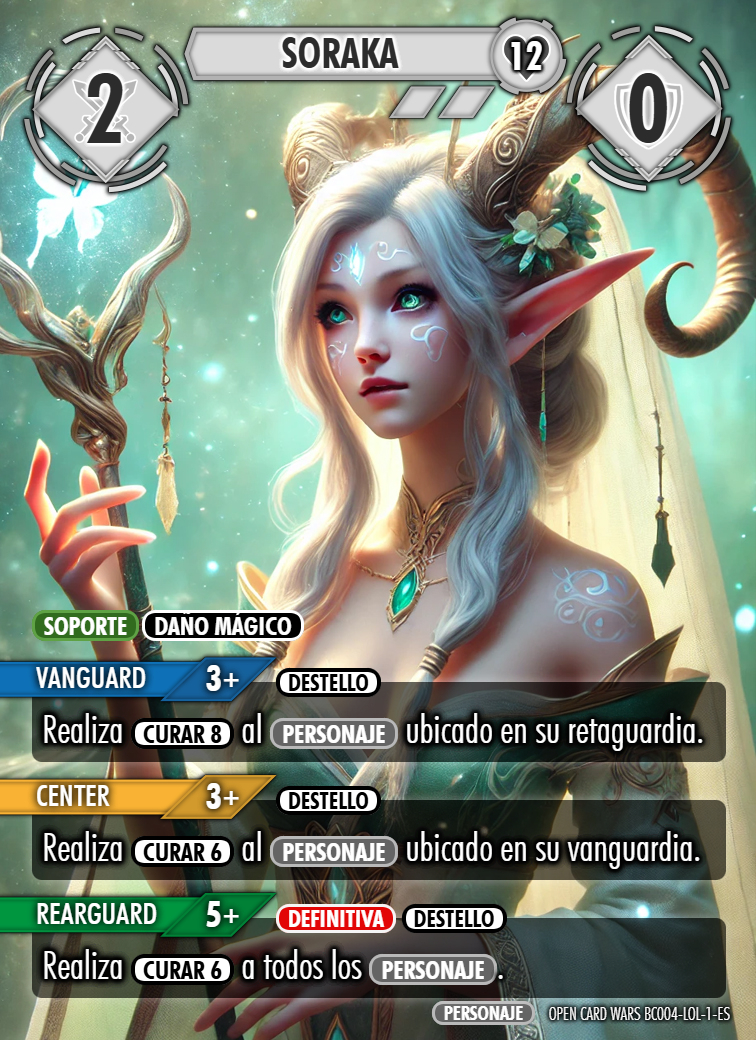 2 SORAKA 12 0
SOPORTE DAÑO MÁGICO
VANGUARD 3+ DESTELLO
Realiza CURAR 8 al PERSONAJE ubicado en su retaguardia.
CENTER 3+ DESTELLO
Realiza CURAR 6 al PERSONAJE ubicado en su vanguardia.
REARGUARD 5+ DEFINITIVA DESTELLO
Realiza CURAR 6 a todos los PERSONAJE.
PERSONAJE OPEN CARD WARS BC004-LOL-1-ES